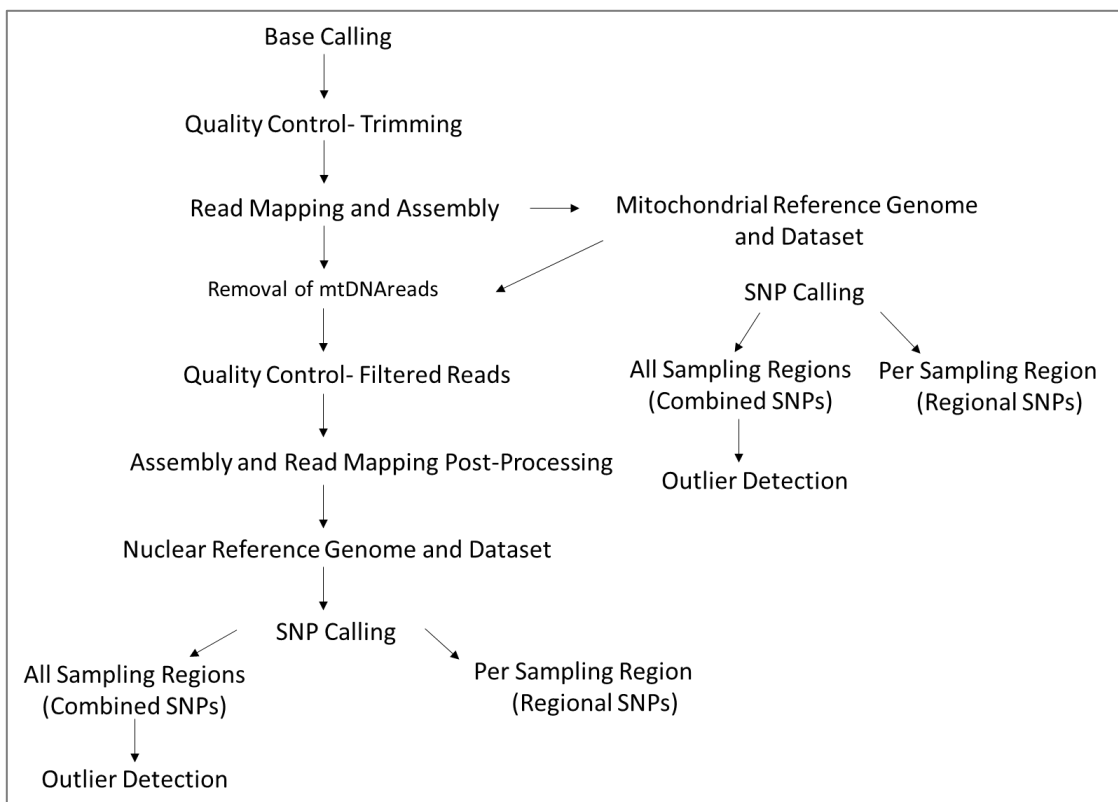 Base Calling
Quality Control- Trimming
Read Mapping and Assembly
Mitochondrial Reference Genome
and Dataset
Removal of mtDNAreads
SNP Calling
Quality Control- Filtered Reads
All Sampling Regions
(Combined SNPs)
Per Sampling Region
(Regional SNPs)
Assembly and Read Mapping Post-Processing
Outlier Detection
Nuclear Reference Genome and Dataset
SNP Calling
All Sampling Regions
(Combined SNPs)
Per Sampling Region
(Regional SNPs)
Outlier Detection